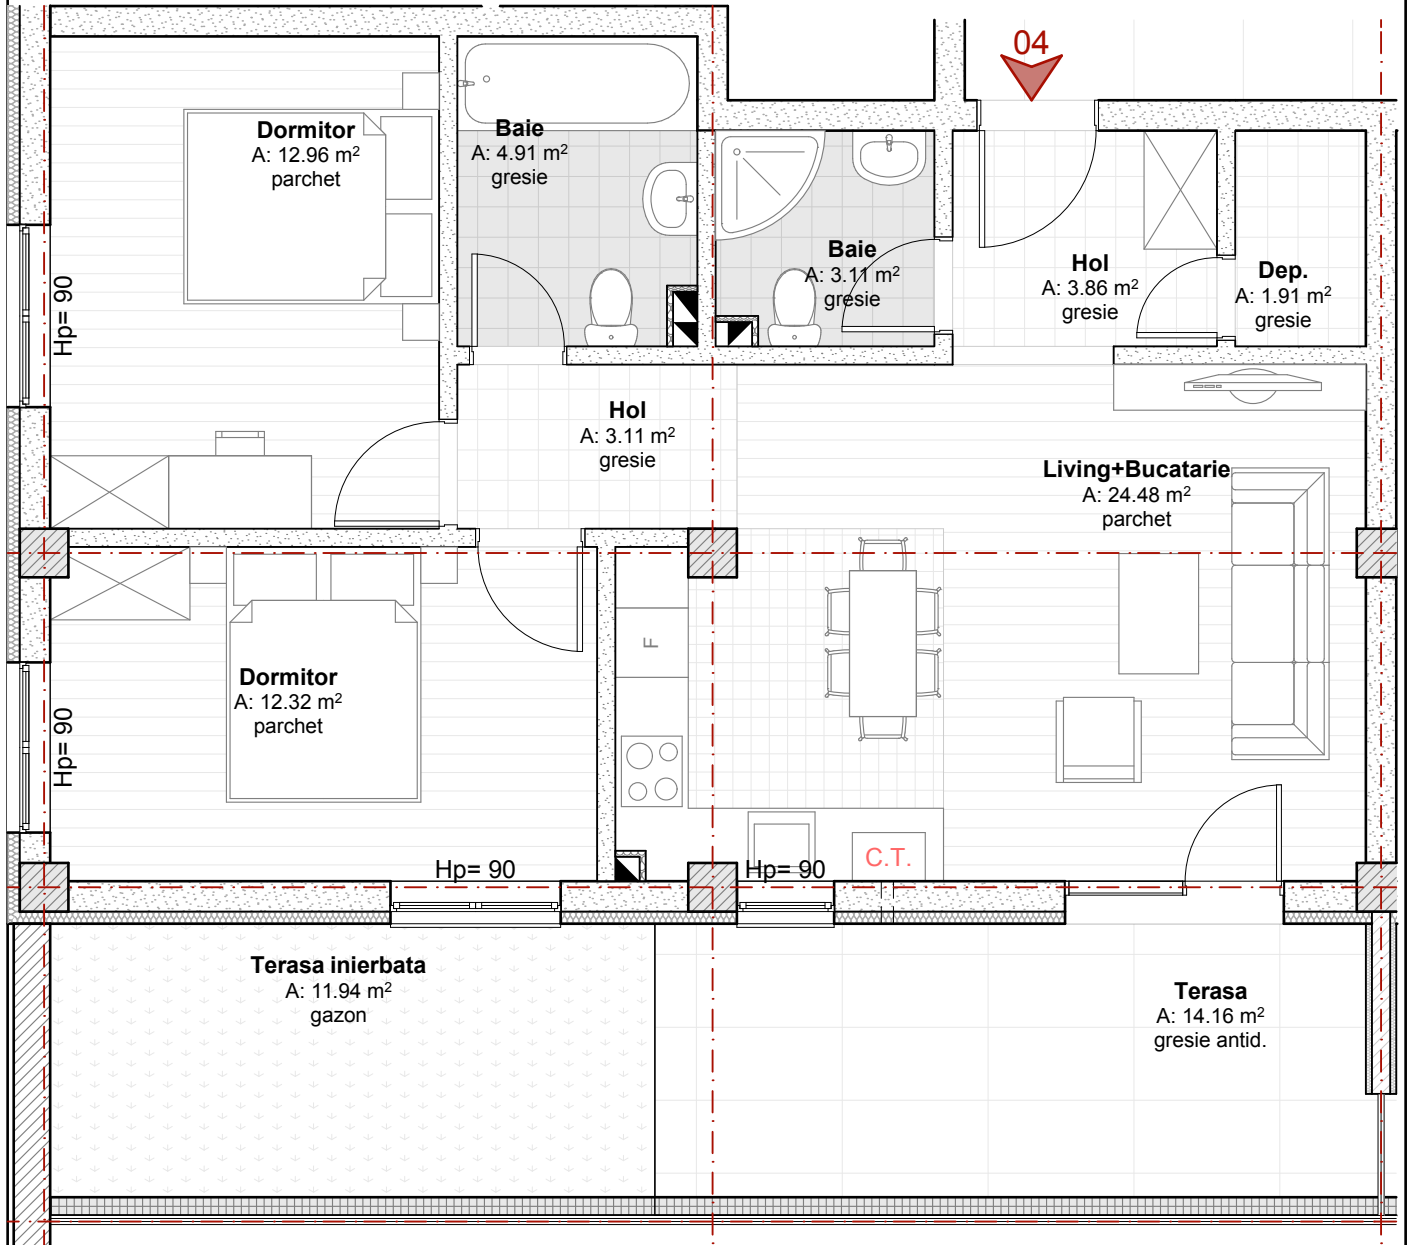 04
Dormitor
A: 12.96 m²
parchet
Baie
A: 4.91 m²
gresie
Baie
A: 3.11 m²
gresie
Hol
A: 3.86 m²
gresie
Dep.
A: 1.91 m²
gresie
Hp= 90
Hol
A: 3.11 m²
gresie
Living+Bucatarie
A: 24.48 m²
parchet
F
Dormitor
A: 12.32 m²
parchet
Hp= 90
Hp= 90
Hp= 90
C.T.
Terasa inierbata
A: 11.94 m²
gazon
Terasa
A: 14.16 m²
gresie antid.